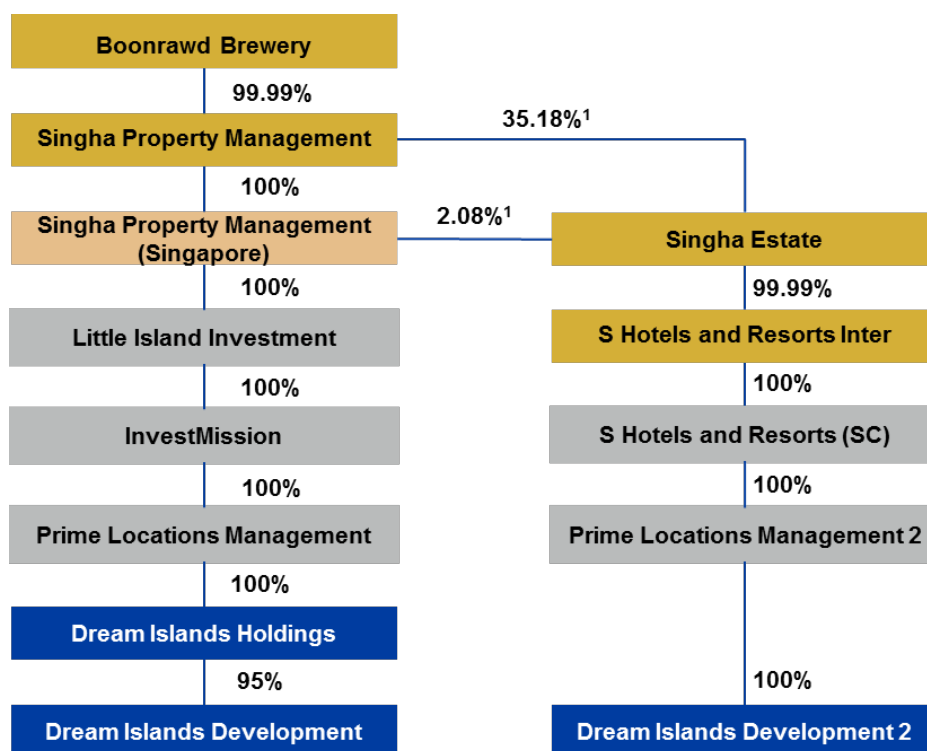 Boonrawd Brewery
99.99%
Singha Property Management
35.18%¹
100%
Singha Property Management
(Singapore)
2.08%¹
Singha Estate
100%
99.99%
Little Island Investment
S Hotels and Resorts Inter
100%
100%
InvestMission
S Hotels and Resorts (SC)
100%
100%
Prime Locations Management
Prime Locations Management 2
100%
Dream Islands Holdings
95%
100%
Dream Islands Development
Dream Islands Development 2